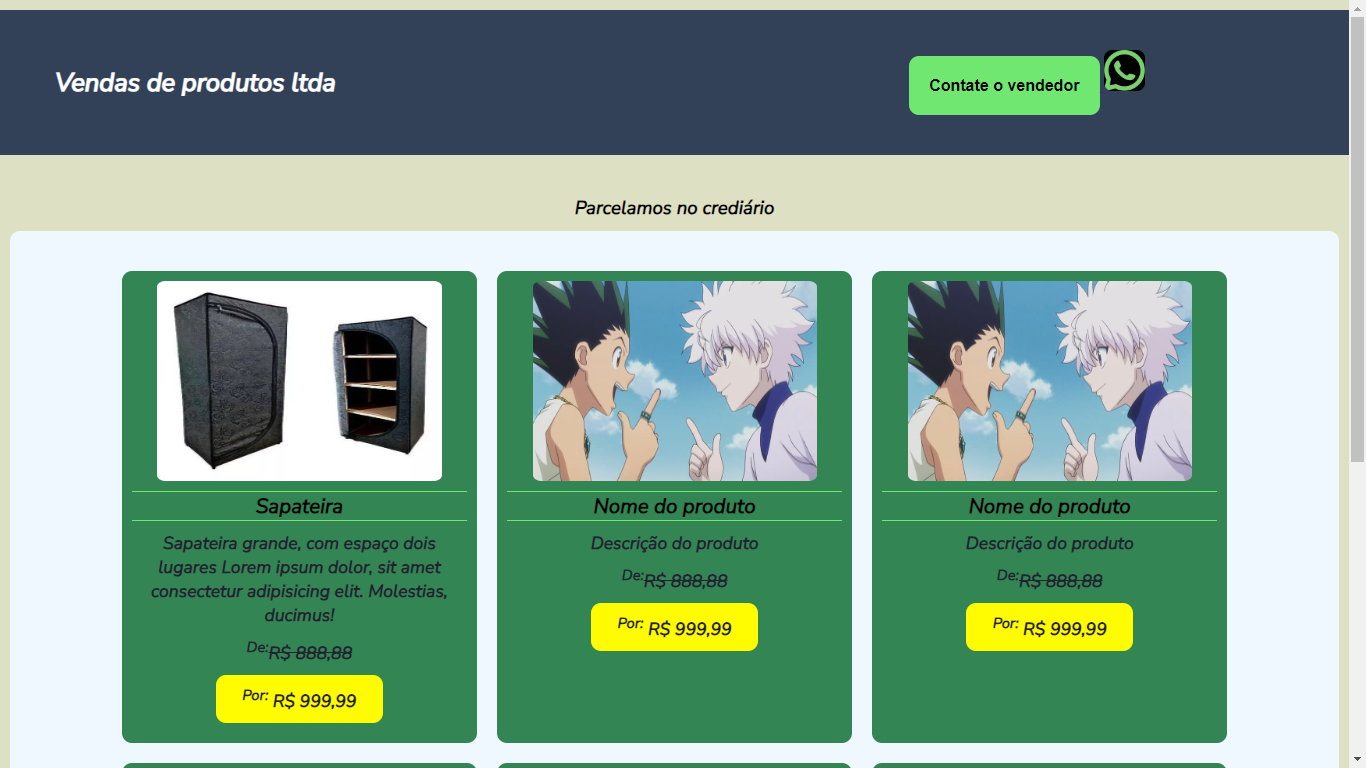 Vendas de produtos ltda
Contate o vendedor
Parcelamos no crediário
Sapateira
Sapateira grande, com espaço dois
lugares Lorem ipsum dolor, sit amet
consectetur adipisicing elit. Molestias,
ducimus!
De:R$ 888,88
Por: R$ 999,99
Nome do produto
Descrição do produto
De:R$ 888,88
Por: R$ 999,99
Nome do produto
Descrição do produto
De:R$ 888,88
Por: R$ 999,99